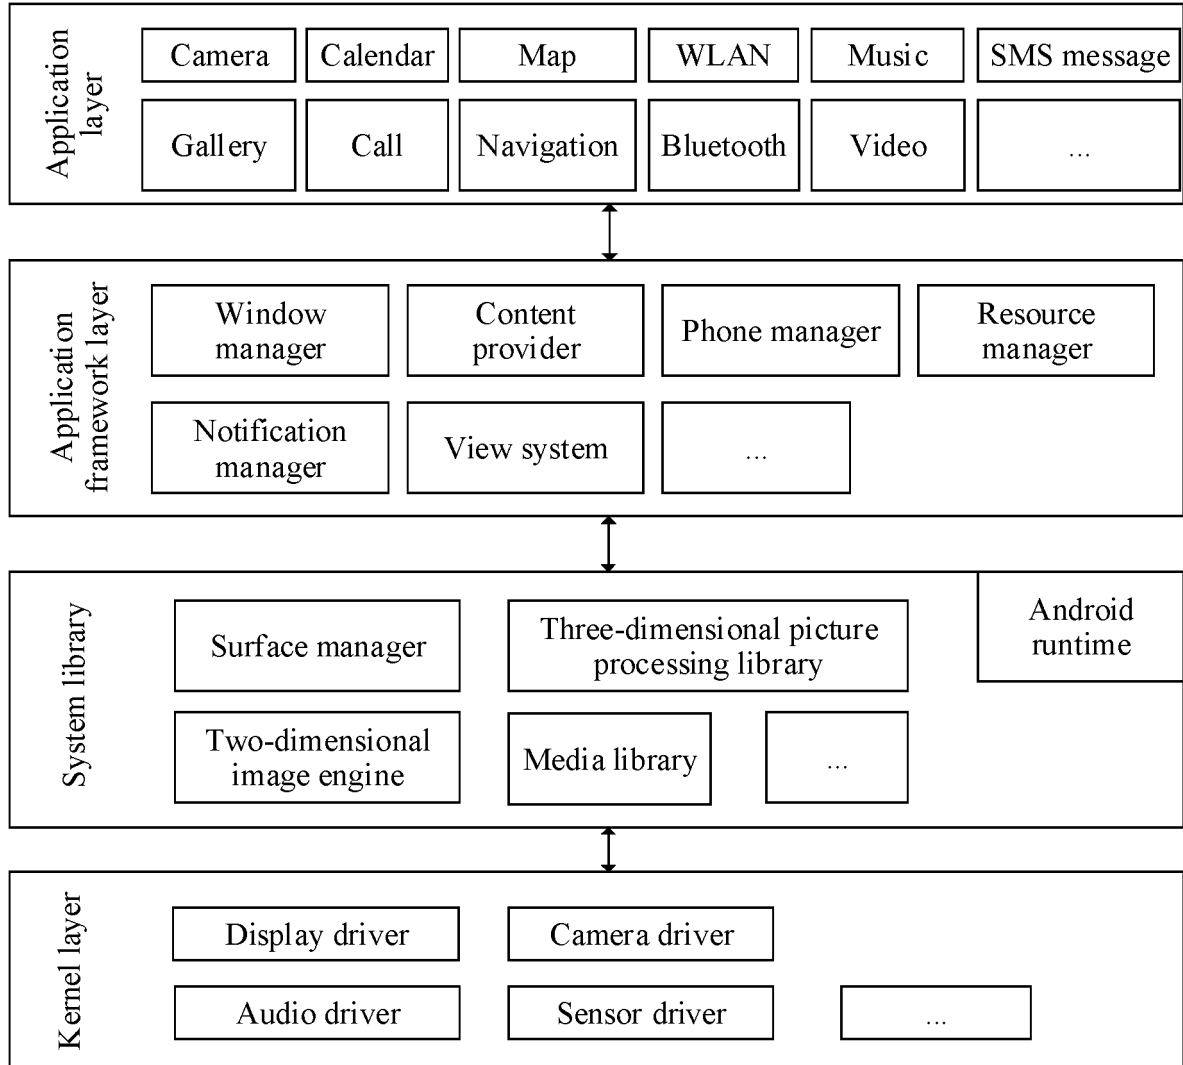 Application
layer
Camera
Calendar
Map
WLAN
Music
SMS message
Gallery
Call
Navigation
Bluetooth
Video
...
Application
framework layer
Window
manager
Content
provider
Phone manager
Resource
manager
Notification
manager
View system
...
System library
Surface manager
Three-dimensional picture
processing library
Android
runtime
Two-dimensional
image engine
Media library
...
Kernel layer
Display driver
Camera driver
Audio driver
Sensor driver
...